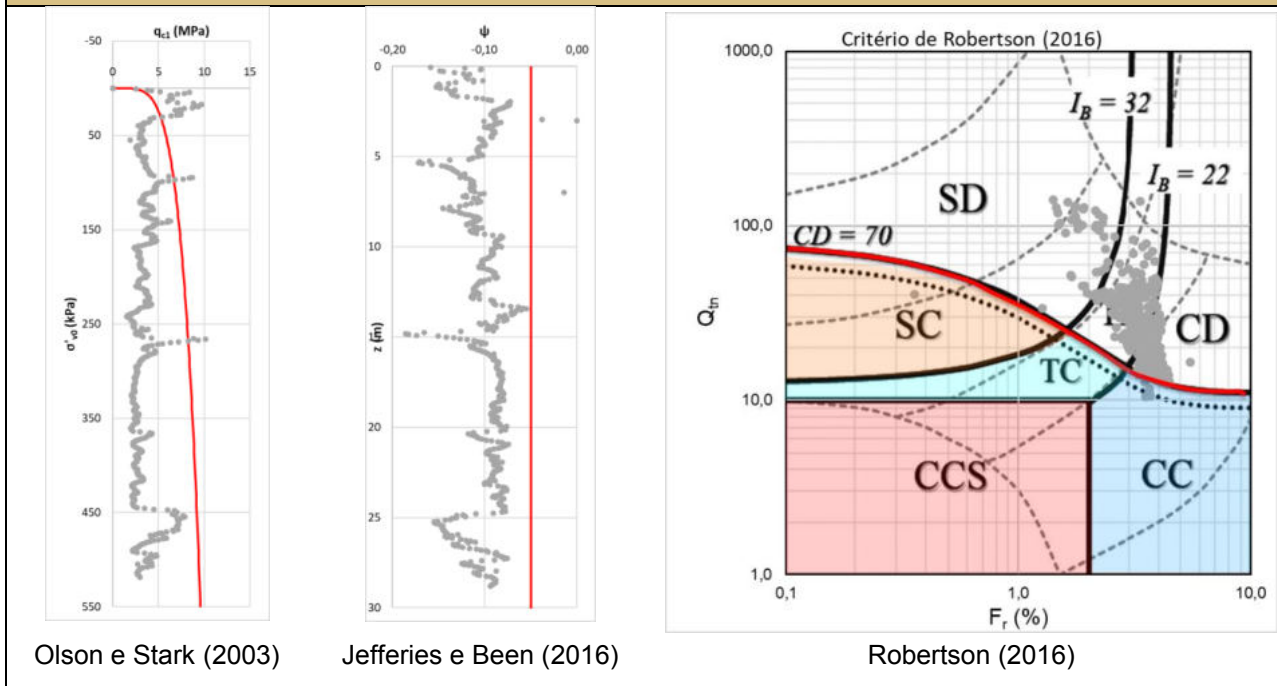 q_c1 (MPa)
-50 0 5 10 15
50
150
250
350
450
550
σ'_v0 (kPa)
Olson e Stark (2003)
ψ
-0,20 -0,10 0,00
0
5
10
20
25
30
z (m)
Jefferies e Been (2016)
Critério de Robertson (2016)
1000,0
100,0
10,0
1,0
Q_tn
I_B = 32
I_B = 22
SD
CD = 70
SC
CD
TC
CCS
CC
0,1 1,0 10,0
F_r (%)
Robertson (2016)